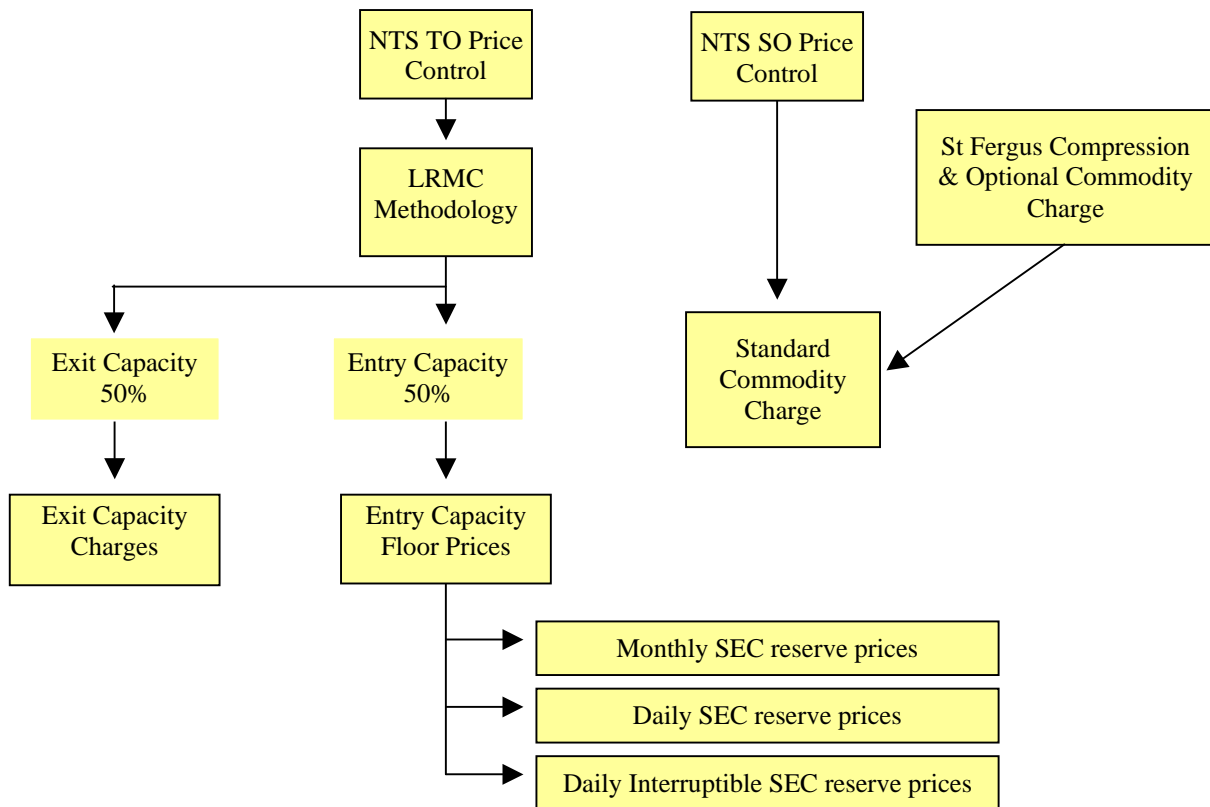 NTS TO Price
Control
NTS SO Price
Control
St Fergus Compression
& Optional Commodity
Charge
LRMC
Methodology
Exit Capacity
50%
Entry Capacity
50%
Standard
Commodity
Charge
Exit Capacity
Charges
Entry Capacity
Floor Prices
Monthly SEC reserve prices
Daily SEC reserve prices
Daily Interruptible SEC reserve prices